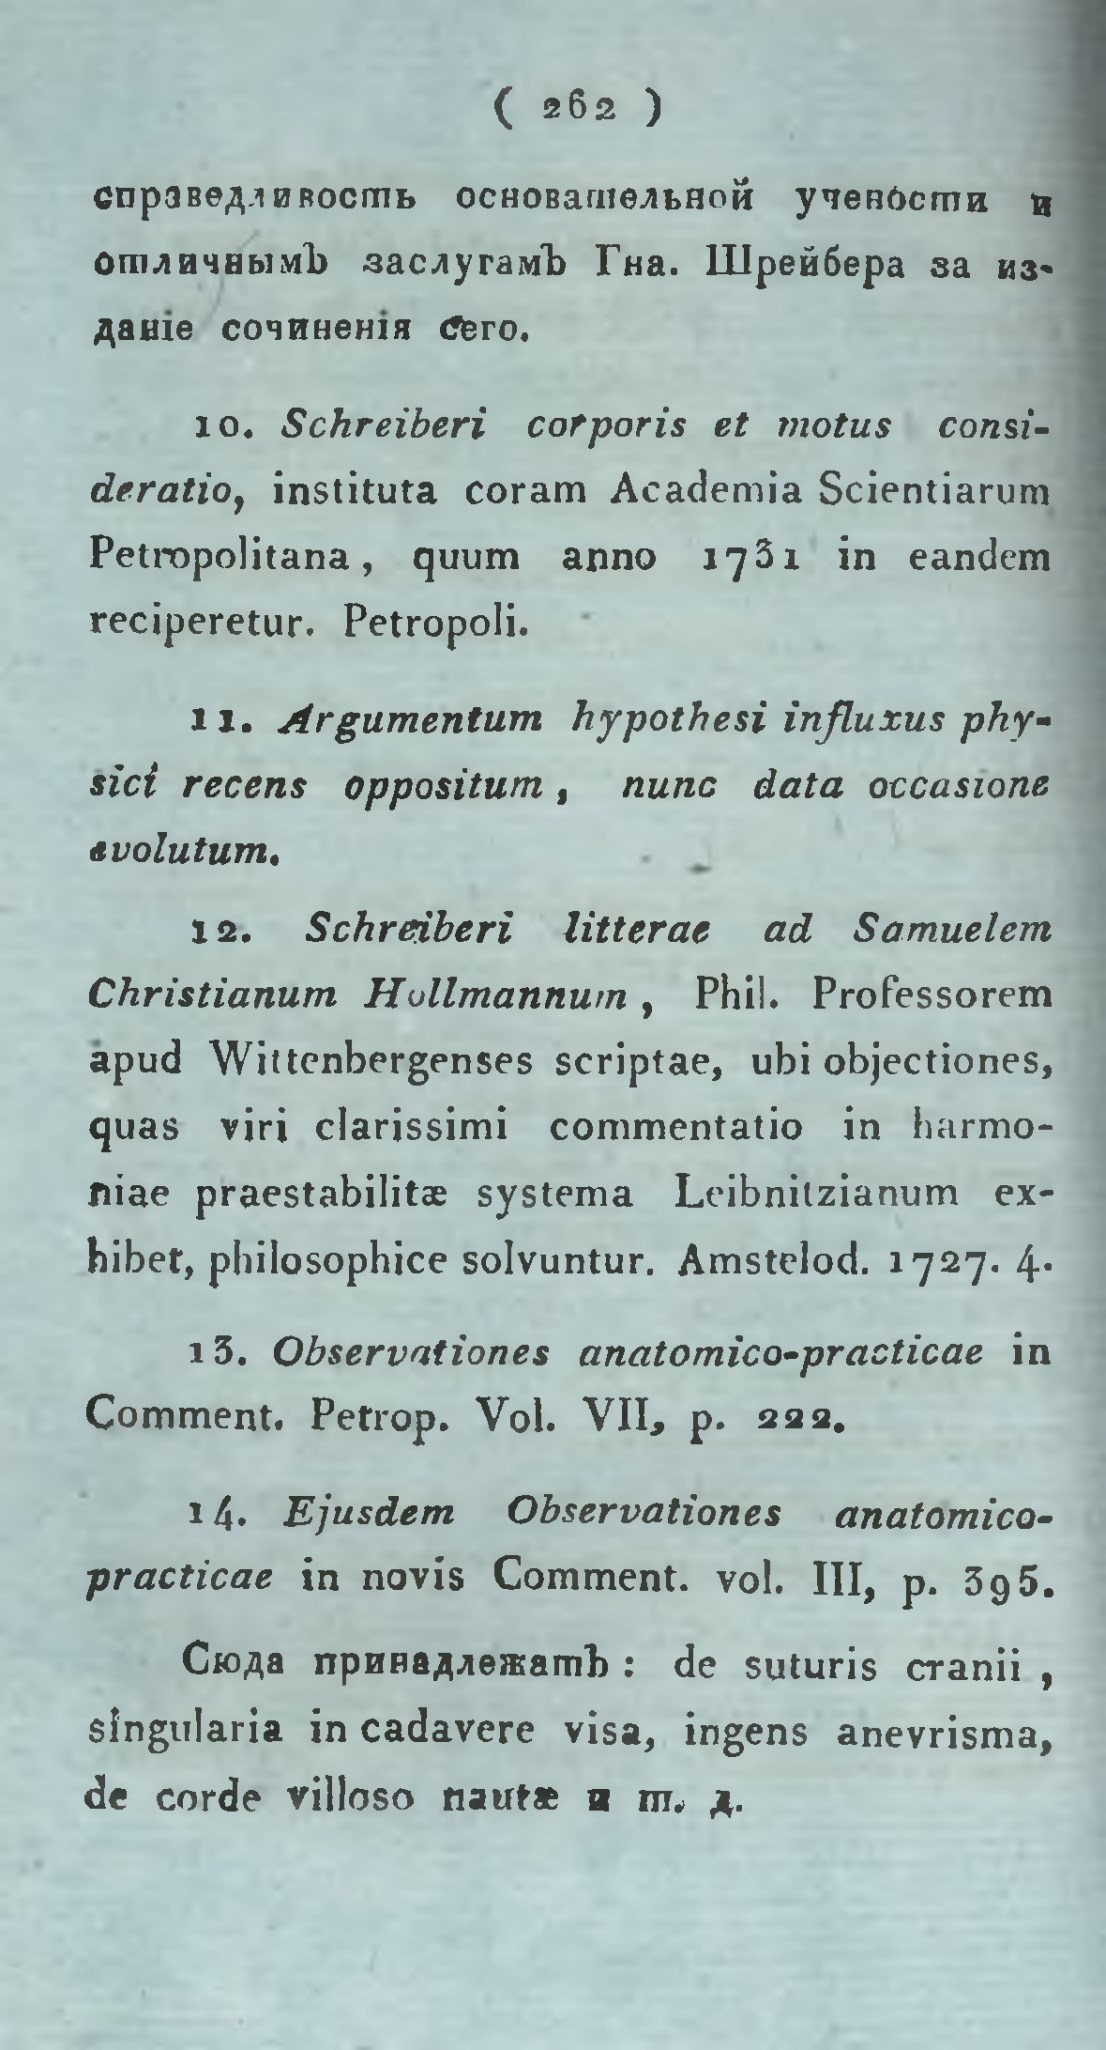 ( 262 )
справедливость основательной учености и
отличнымъ заслугамъ Гна. Шрейбера за из-
даніе сочиненія сего.
10. Schreiberi corporis et motus consi-
deratio, instituta coram Academia Scientiarum
Petropolitana, quum anno 1731 in eandem
reciperetur. Petropoli.
11. Argumentum hypothesi influxus phy-
sici recens oppositum, nunc data occasione
evolutum.
12. Schreiberi litterae ad Samuelem
Christianum Hollmannum, Phil. Professorem
apud Wittenbergenses scriptae, ubi objectiones,
quas viri clarissimi commentatio in harmo-
niae praestabilitæ systema Leibnitzianum ex-
hibet, philosophice solvuntur. Amstelod. 1727. 4.
13. Observationes anatomico-practicae in
Comment. Petrop. Vol. VII, p. 222.
14. Ejusdem Observationes anatomico-
practicae in novis Comment. vol. III, p. 395.
Сюда принадлежатъ: de suturis cranii,
singularia in cadavere visa, ingens anevrisma,
de corde villoso nautæ и т. д.